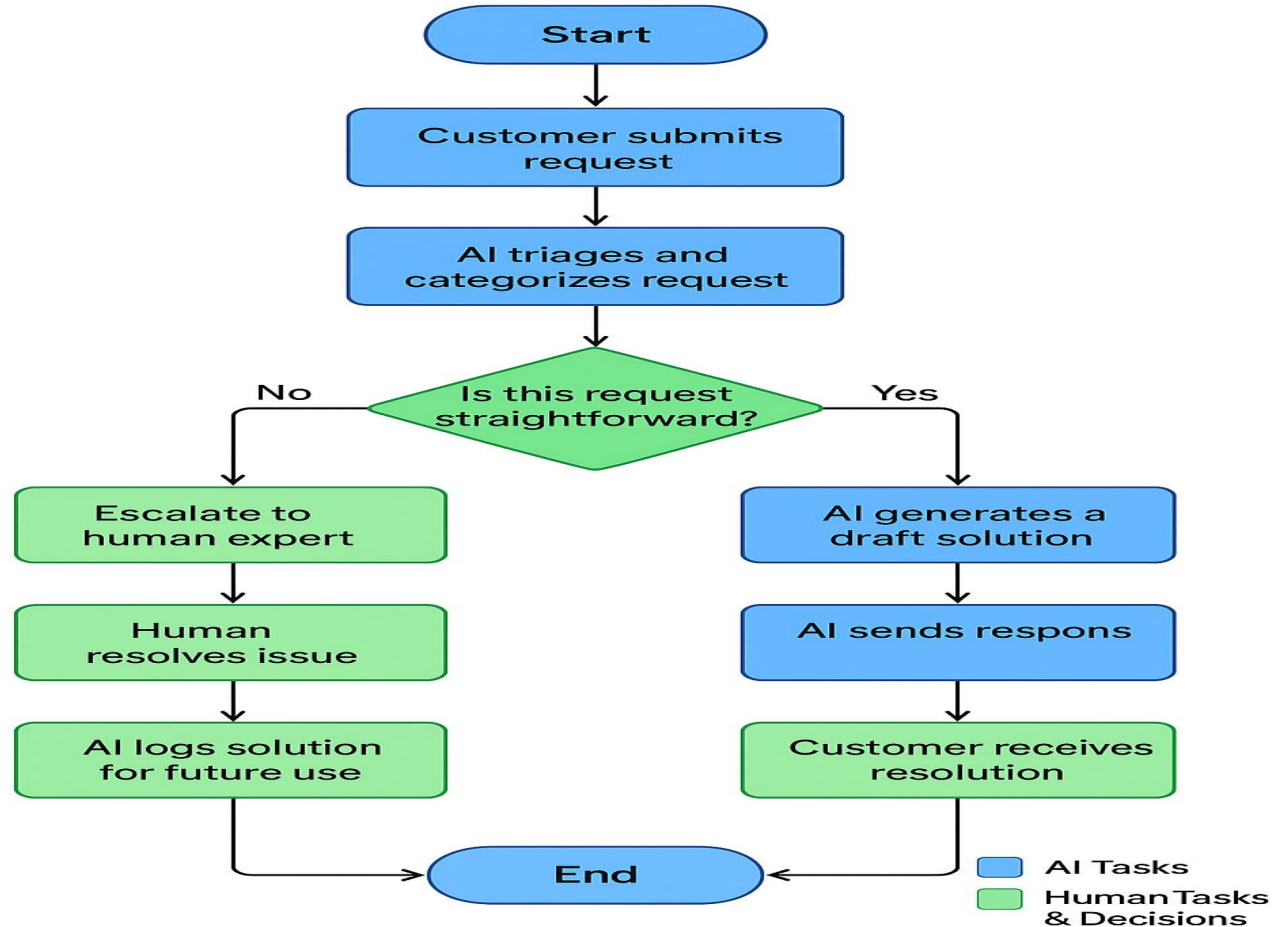 Start
Customer submits
request
AI triages and
categorizes request
Is this request
straightforward?
No
Yes
Escalate to
human expert
Human
resolves issue
AI logs solution
for future use
AI generates a
draft solution
AI sends respons
Customer receives
resolution
End
AI Tasks
Human Tasks
& Decisions